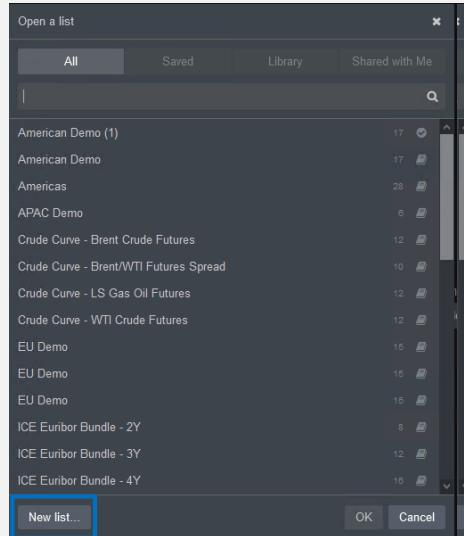 Open a list
All Saved Library Shared with Me
American Demo (1) 17
American Demo 17
Americas 28
APAC Demo 6
Crude Curve - Brent Crude Futures 12
Crude Curve - Brent/WTI Futures Spread 10
Crude Curve - LS Gas Oil Futures 12
Crude Curve - WTI Crude Futures 12
EU Demo 15
EU Demo 15
EU Demo 15
ICE Euribor Bundle - 2Y 8
ICE Euribor Bundle - 3Y 12
ICE Euribor Bundle - 4Y 16
New list... OK Cancel